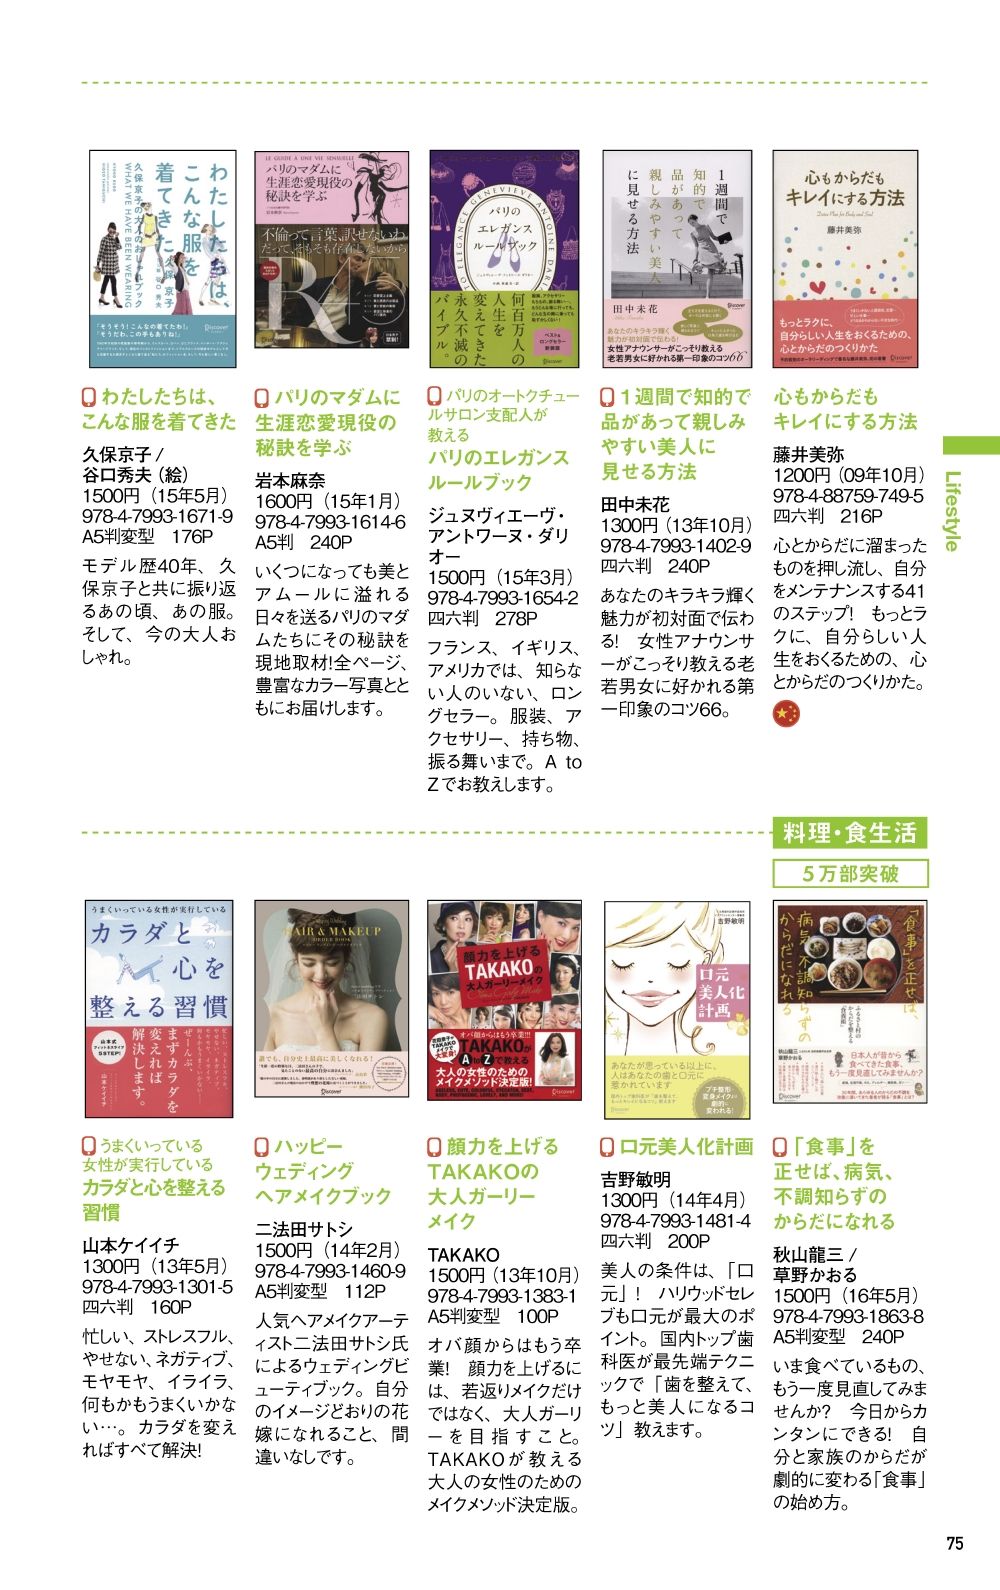 わたしたちは、
こんな服を着てきた
久保京子 /
谷口秀夫（絵）
1500円（15年5月）
978-4-7993-1671-9
A5判変型　176P
モデル歴40年、久
保京子と共に振り返
るあの頃、あの服。
そして、今の大人お
しゃれ。
パリのマダムに
生涯恋愛現役の
秘訣を学ぶ
岩本麻奈
1600円（15年1月）
978-4-7993-1614-6
A5判　240P
いくつになっても美と
アムールに溢れる
日々を送るパリのマダ
ムたちにその秘訣を
現地取材!全ページ、
豊富なカラー写真とと
もにお届けします。
パリのオートクチュー
ルサロン支配人が
教える
パリのエレガンス
ルールブック
ジュヌヴィエーヴ・
アントワーヌ・ダリ
オー
1500円（15年3月）
978-4-7993-1654-2
四六判　278P
フランス、イギリス、
アメリカでは、知らな
い人のいない、ロン
グセラー。服装、ア
クセサリー、持ち物、
振る舞いまで。A to
Zでお教えします。
1週間で知的で
品があって親しみ
やすい美人に
見せる方法
田中未花
1300円（13年10月）
978-4-7993-1402-9
四六判　240P
あなたのキラキラ輝く
魅力が初対面で伝わ
る!　女性アナウンサ
ーがこっそり教える老
若男女に好かれる第
一印象のコツ66。
心もからだも
キレイにする方法
藤井美弥
1200円（09年10月）
978-4-88759-749-5
四六判　216P
心とからだに溜まった
ものを押し流し、自分
をメンテナンスする41
のステップ!　もっとラ
クに、自分らしい人
生をおくるための、心
とからだのつくりかた。
Lifestyle
料理・食生活
5万部突破
うまくいっている
女性が実行している
カラダと心を整える
習慣
山本ケイイチ
1300円（13年5月）
978-4-7993-1301-5
四六判　160P
忙しい、ストレスフル、
やせない、ネガティブ、
モヤモヤ、イライラ、
何もかもうまくいかな
い…。カラダを変え
ればすべて解決!
ハッピー
ウェディング
ヘアメイクブック
二法田サトシ
1500円（14年2月）
978-4-7993-1460-9
A5判変型　112P
人気ヘアメイクアーテ
ィスト二法田サトシ氏
によるウェディングビ
ューティブック。自分
のイメージどおりの花
嫁になれること、間
違いなしです。
顔力を上げる
TAKAKOの
大人ガーリー
メイク
TAKAKO
1500円（13年10月）
978-4-7993-1383-1
A5判変型　100P
オバ顔からはもう卒
業!　顔力を上げるに
は、若返りメイクだけ
ではなく、大人ガーリ
ーを目指すこと。
TAKAKOが教える
大人の女性のための
メイクメソッド決定版。
口元美人化計画
吉野敏明
1300円（14年4月）
978-4-7993-1481-4
四六判　200P
美人の条件は、「口
元」!　ハリウッドセレ
ブも口元が最大のポ
イント。国内トップ歯
科医が最先端テクニ
ックで「歯を整えて、
もっと美人になるコ
ツ」教えます。
「食事」を
正せば、病気、
不調知らずの
からだになれる
秋山龍三 /
草野かおる
1500円（16年5月）
978-4-7993-1863-8
A5判変型　240P
いま食べているもの、
もう一度見直してみま
せんか?　今日からカ
ンタンにできる!　自
分と家族のからだが
劇的に変わる「食事」
の始め方。
75